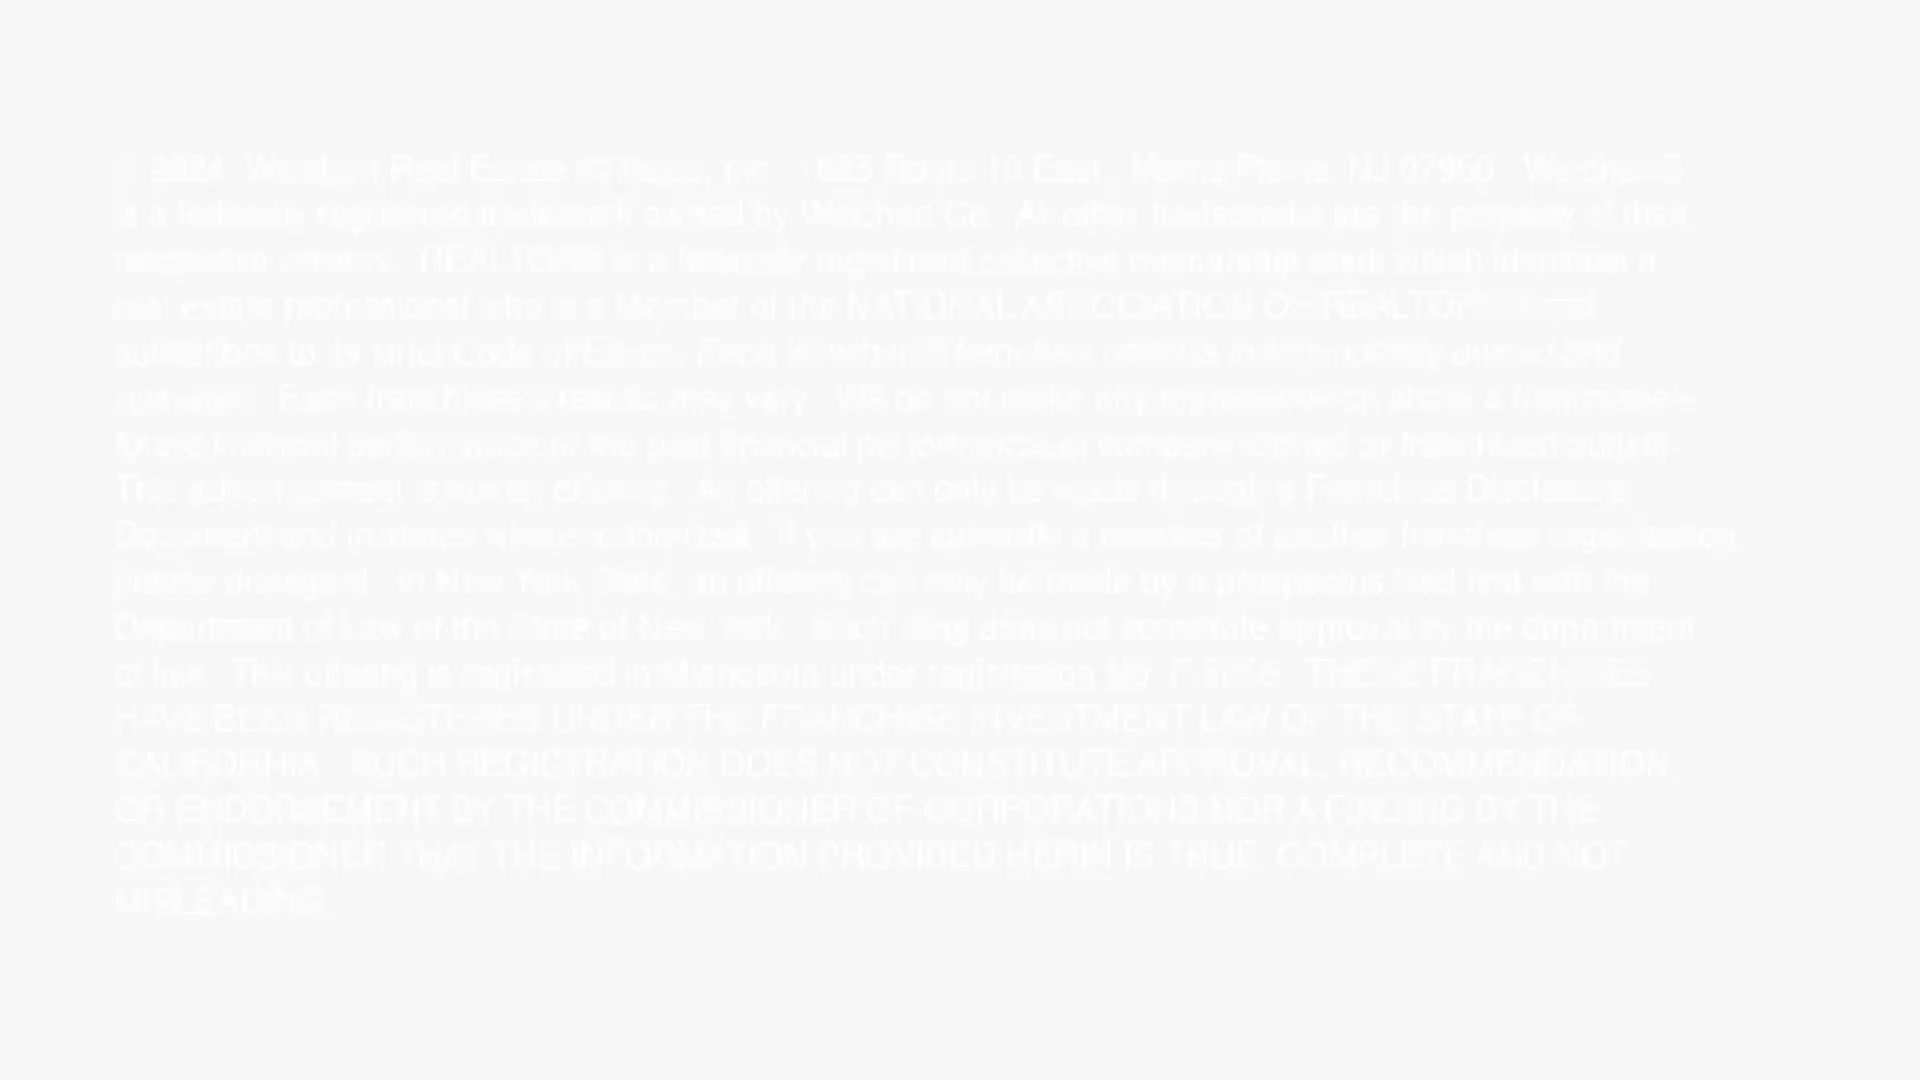 © 2024 Weichert Real Estate Affiliates, Inc. 1625 Route 10 East, Morris Plains, NJ 07950. Weichert®
is a federally registered trademark owned by Weichert Co. All other trademarks are the property of their
respective owners. REALTOR® is a federally registered collective membership mark which identifies a
real estate professional who is a Member of the NATIONAL ASSOCIATION OF REALTORS® and
subscribes to its strict Code of Ethics. Each Weichert® franchised office is independently owned and
operated. Each franchisee's results may vary. We do not make any representation about a franchisee's
future financial performance or the past financial performance of company-owned or franchised outlets.
This advertisement is not an offering. An offering can only be made through a Franchise Disclosure
Document and in states where authorized. If you are currently a member of another franchise organization,
please disregard. In New York State, an offering can only be made by a prospectus filed first with the
Department of Law of the State of New York. Such filing does not constitute approval by the department
of law. This offering is registered in Minnesota under registration No. THESE FRANCHISES
HAVE BEEN REGISTERED UNDER THE FRANCHISE INVESTMENT LAW OF THE STATE OF
CALIFORNIA. SUCH REGISTRATION DOES NOT CONSTITUTE APPROVAL, RECOMMENDATION
OR ENDORSEMENT BY THE COMMISSIONER OF CORPORATIONS NOR A FINDING BY THE
COMMISSIONER THAT THE INFORMATION PROVIDED HEREIN IS TRUE, COMPLETE AND NOT
MISLEADING.